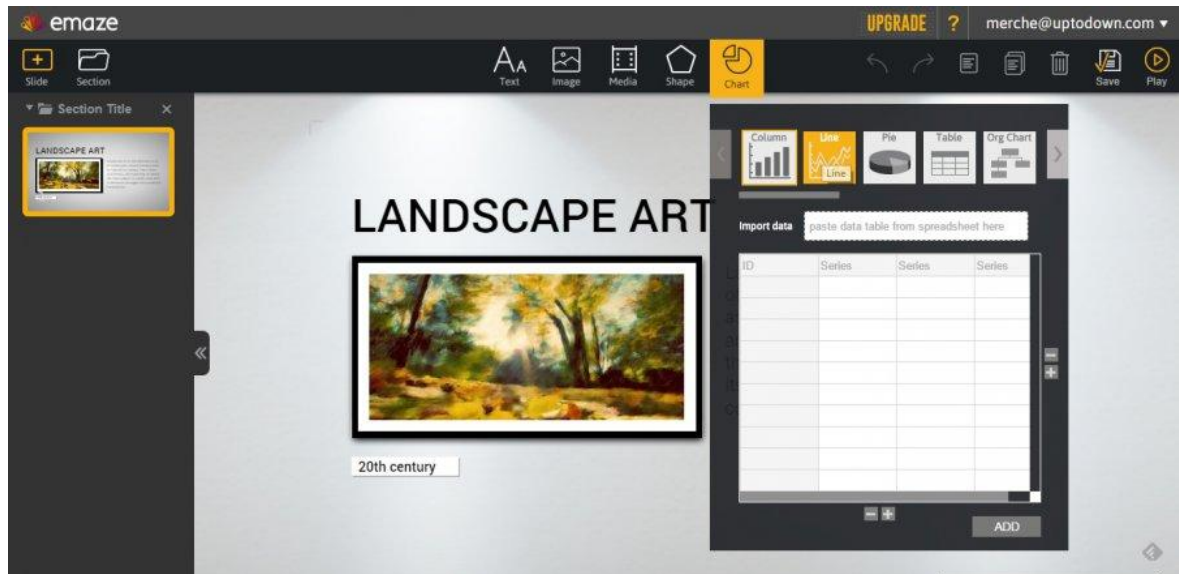 emaze
UPGRADE ? merche@uptodown.com
Slide Section Text Image Media Shape Chart Save Play
Section Title
LANDSCAPE ART
LANDSCAPE ART
20th century
Column Line Pie Table Org Chart
Line
Import data paste data table from spreadsheet here
ID Series Series Series
ADD